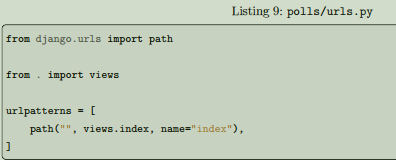 Listing 9: polls/urls.py
from django.urls import path
from . import views
urlpatterns = [
    path("", views.index, name="index"),
]